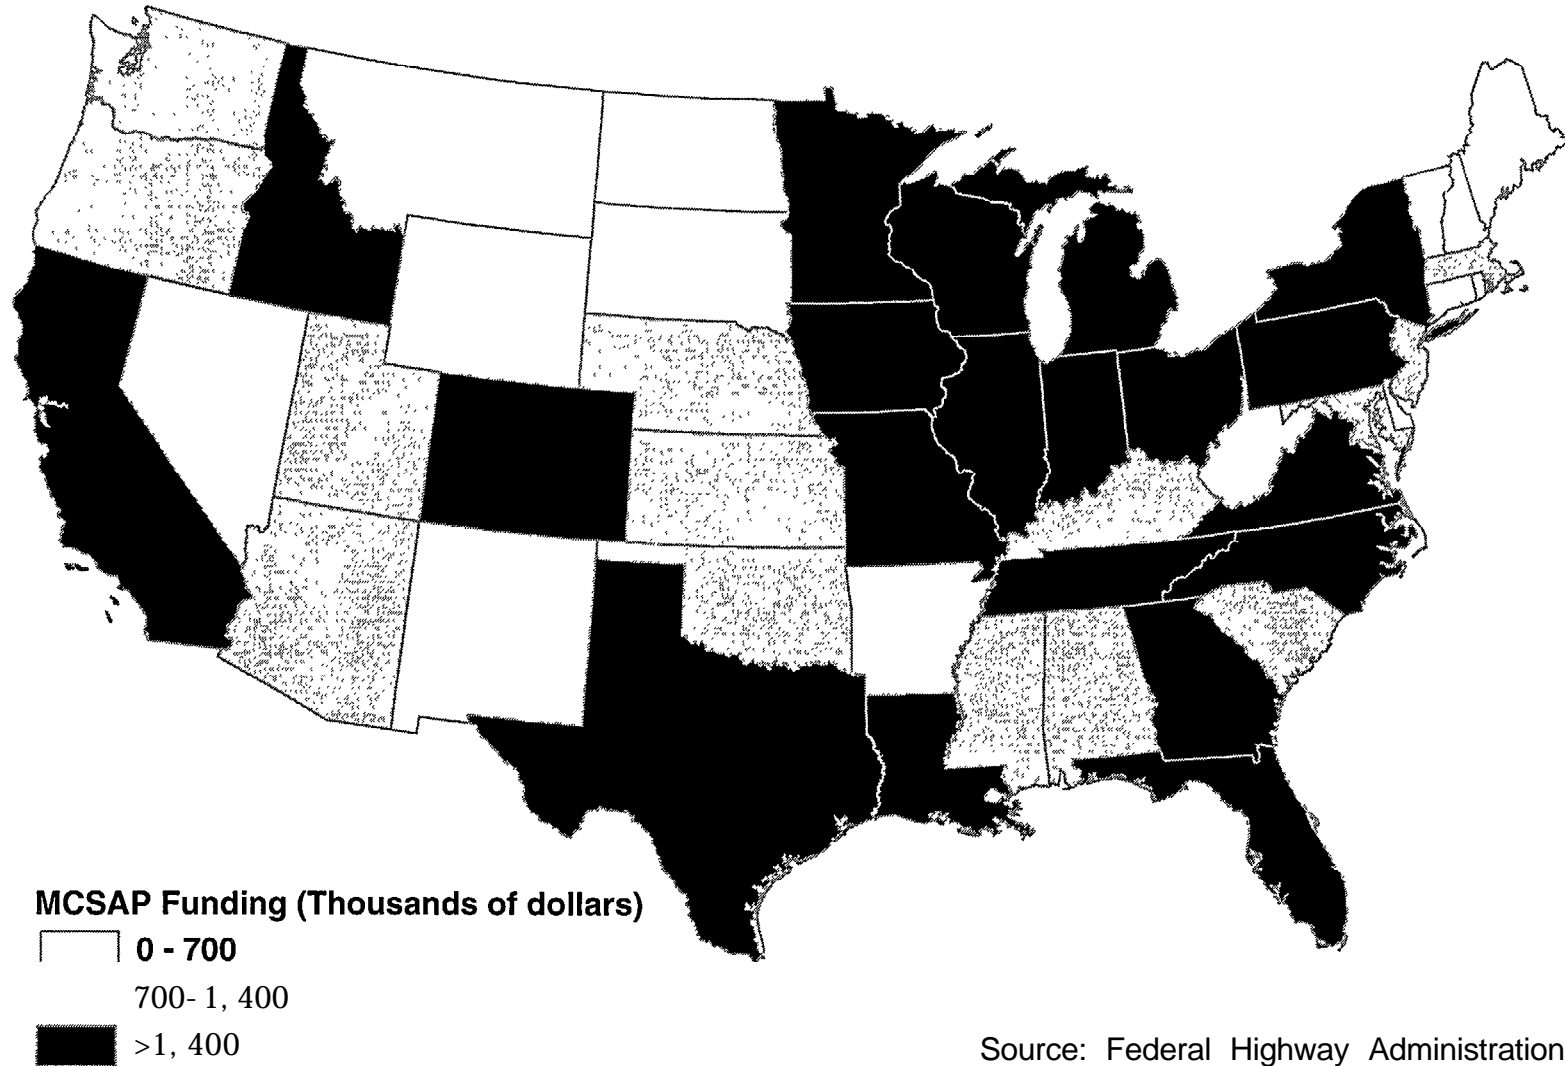 MCSAP Funding (Thousands of dollars)
0 - 700
700- 1, 400
>1, 400
Source: Federal Highway Administration